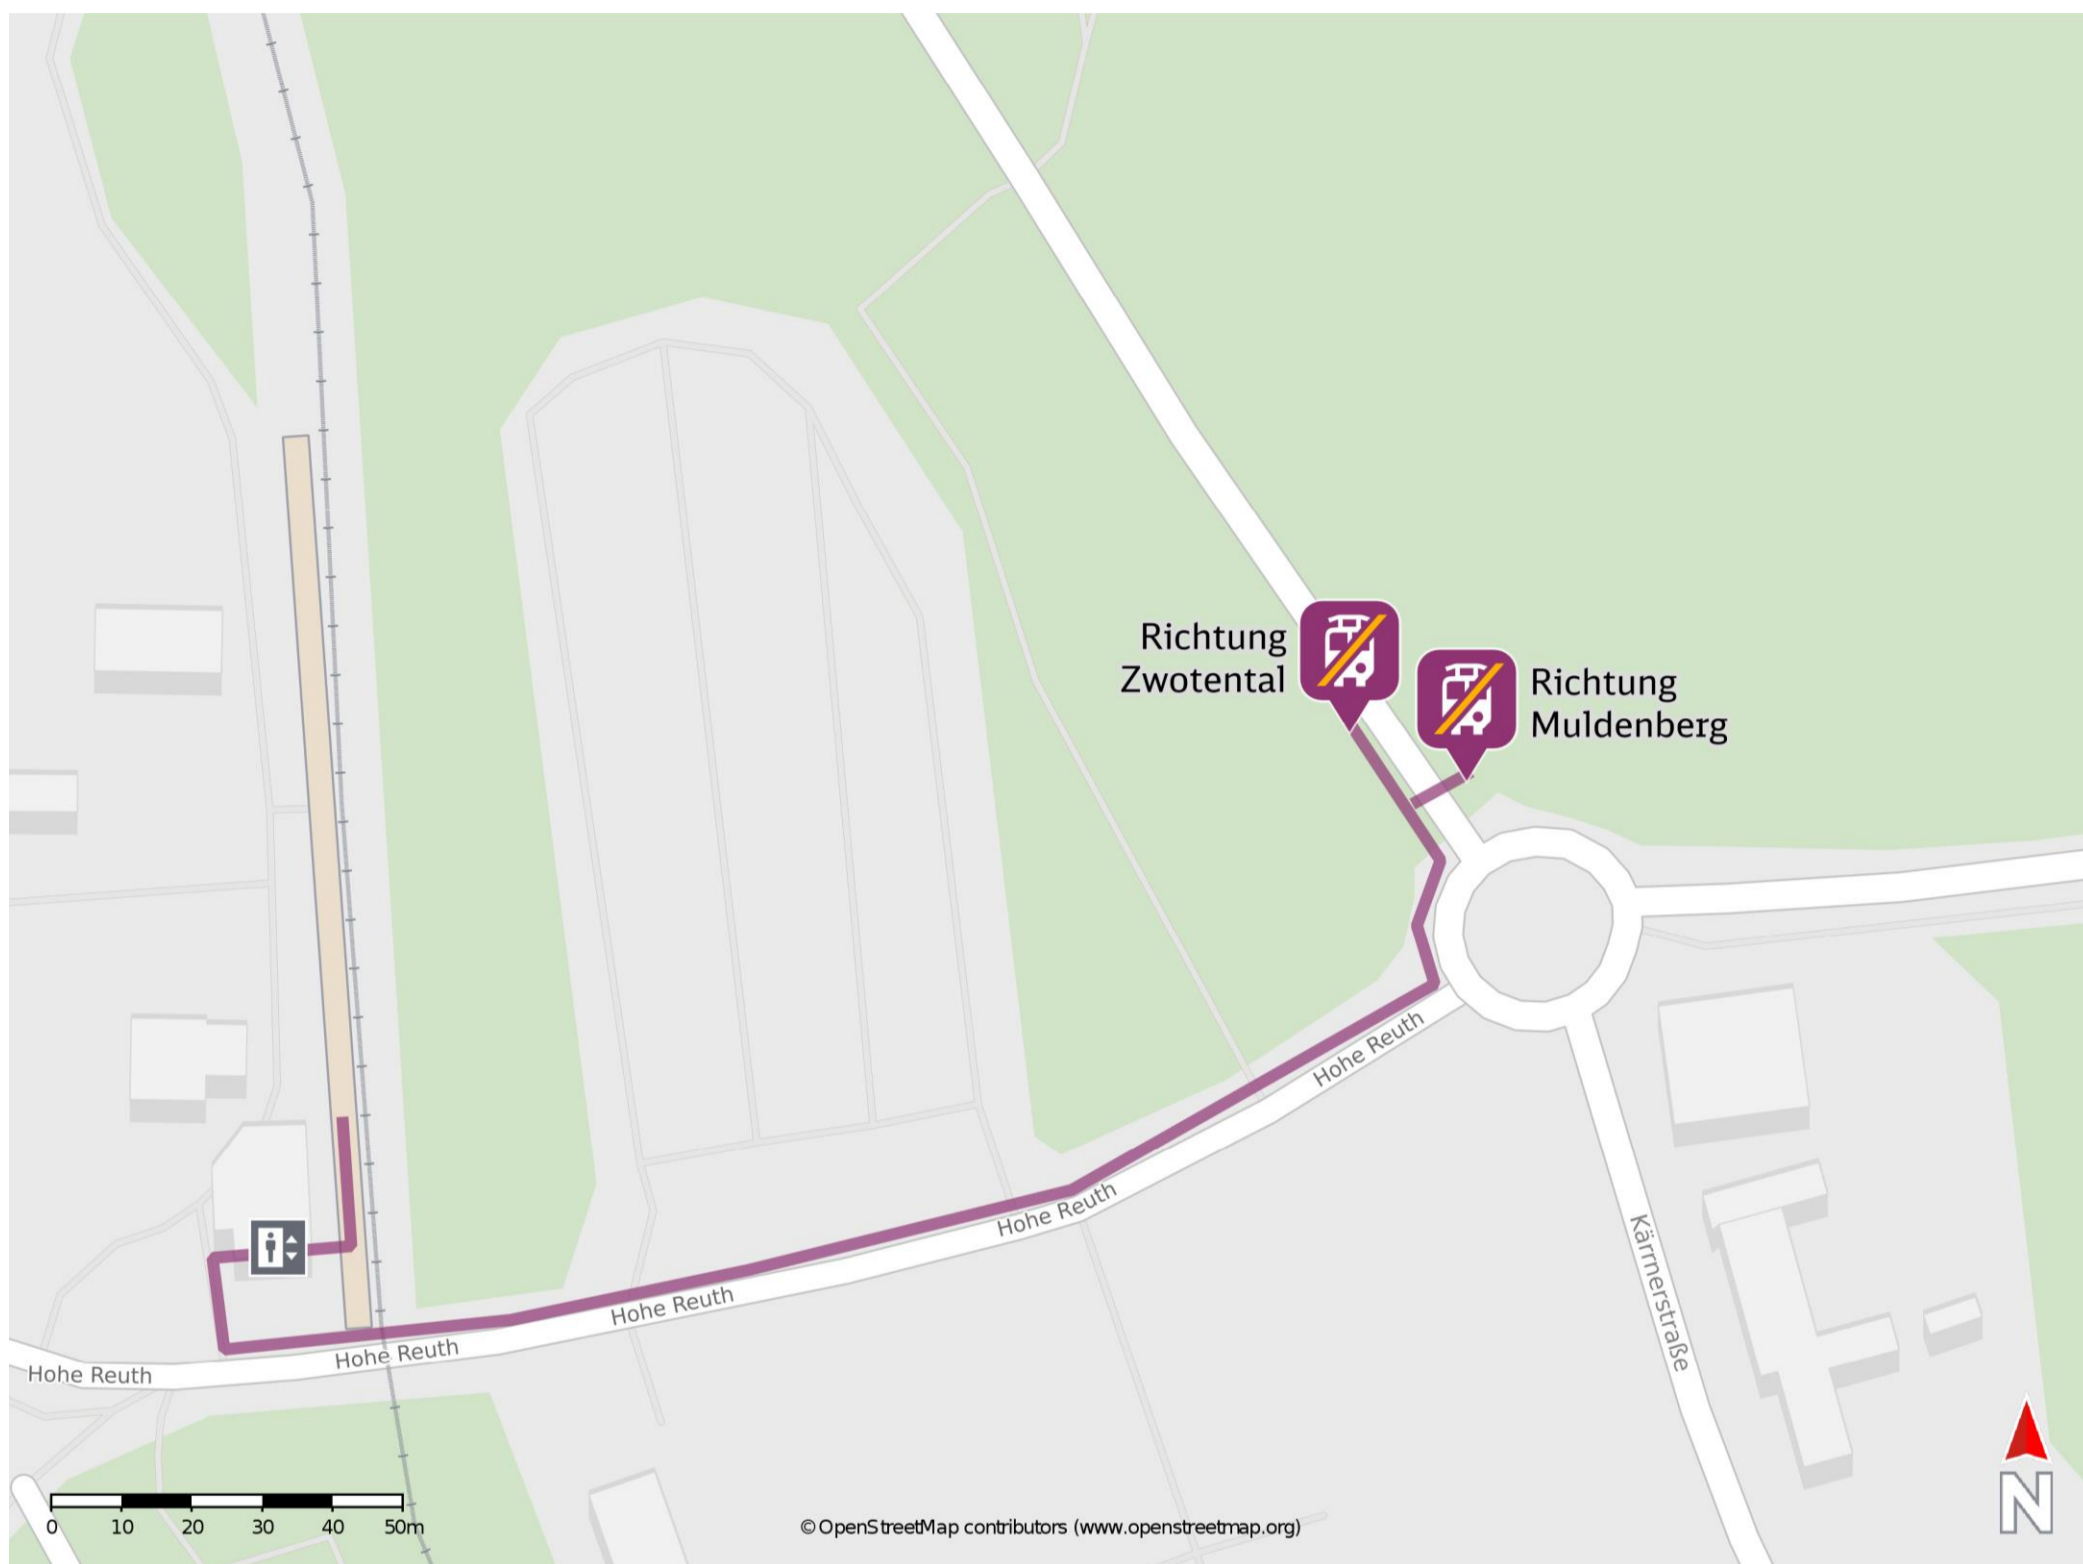 Richtung
Zwotental
Richtung
Muldenberg
Hohe Reuth
Hohe Reuth
Hohe Reuth
Hohe Reuth
Hohe Reuth
Kärrnerstraße
0 10 20 30 40 50m
© OpenStreetMap contributors (www.openstreetmap.org)
N